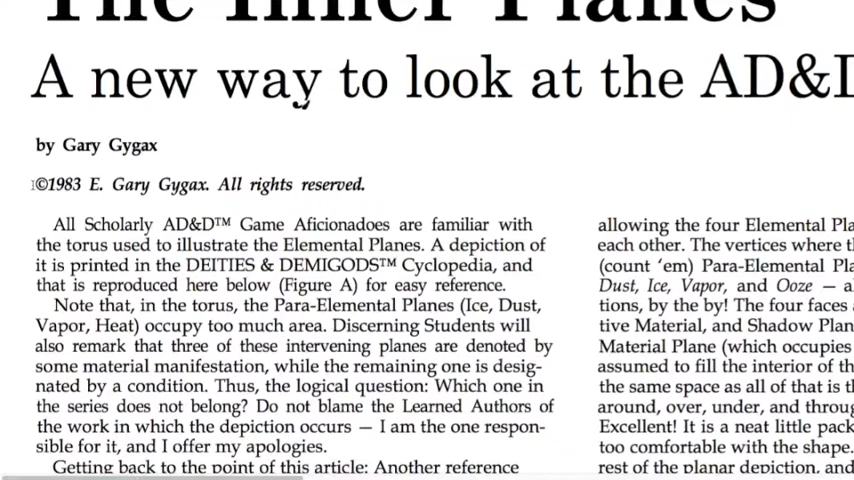 The Inner Planes
A new way to look at the AD&D
by Gary Gygax
©1983 E. Gary Gygax. All rights reserved.
All Scholarly AD&D™ Game Aficionadoes are familiar with
the torus used to illustrate the Elemental Planes. A depiction of
it is printed in the DEITIES & DEMIGODS™ Cyclopedia, and
that is reproduced here below (Figure A) for easy reference.
Note that, in the torus, the Para-Elemental Planes (Ice, Dust,
Vapor, Heat) occupy too much area. Discerning Students will
also remark that three of these intervening planes are denoted by
some material manifestation, while the remaining one is desig-
nated by a condition. Thus, the logical question: Which one in
the series does not belong? Do not blame the Learned Authors of
the work in which the depiction occurs — I am the one respon-
sible for it, and I offer my apologies.
Getting back to the point of this article: Another reference
allowing the four Elemental Pla
each other. The vertices where t
(count 'em) Para-Elemental Pla
Dust, Ice, Vapor, and Ooze — a
tions, by the by! The four faces
tive Material, and Shadow Plan
Material Plane (which occupies
assumed to fill the interior of th
the same space as all of that is t
around, over, under, and throug
Excellent! It is a neat little pack
too comfortable with the shape.
rest of the planar depiction, and